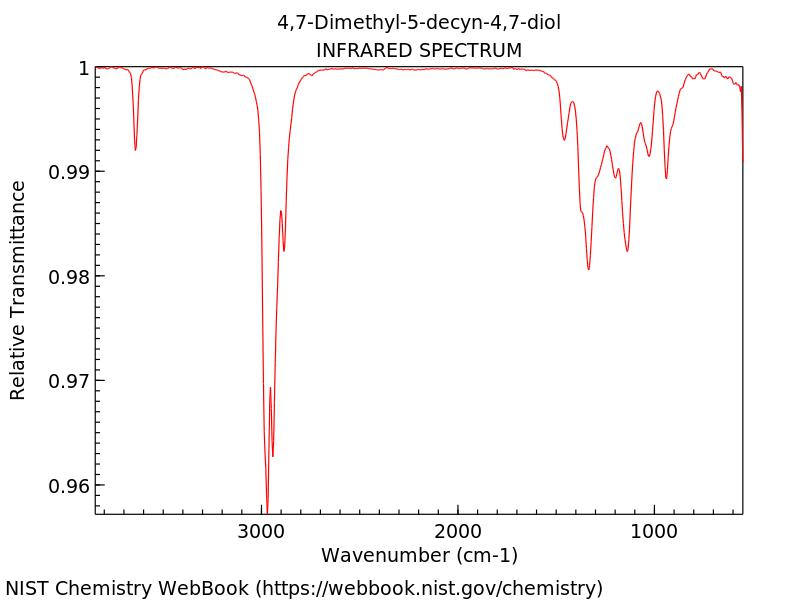 4,7-Dimethyl-5-decyn-4,7-diol
INFRARED SPECTRUM
1
0.99
0.98
0.97
0.96
Relative Transmittance
3000 2000 1000
Wavenumber (cm-1)
NIST Chemistry WebBook (https://webbook.nist.gov/chemistry)